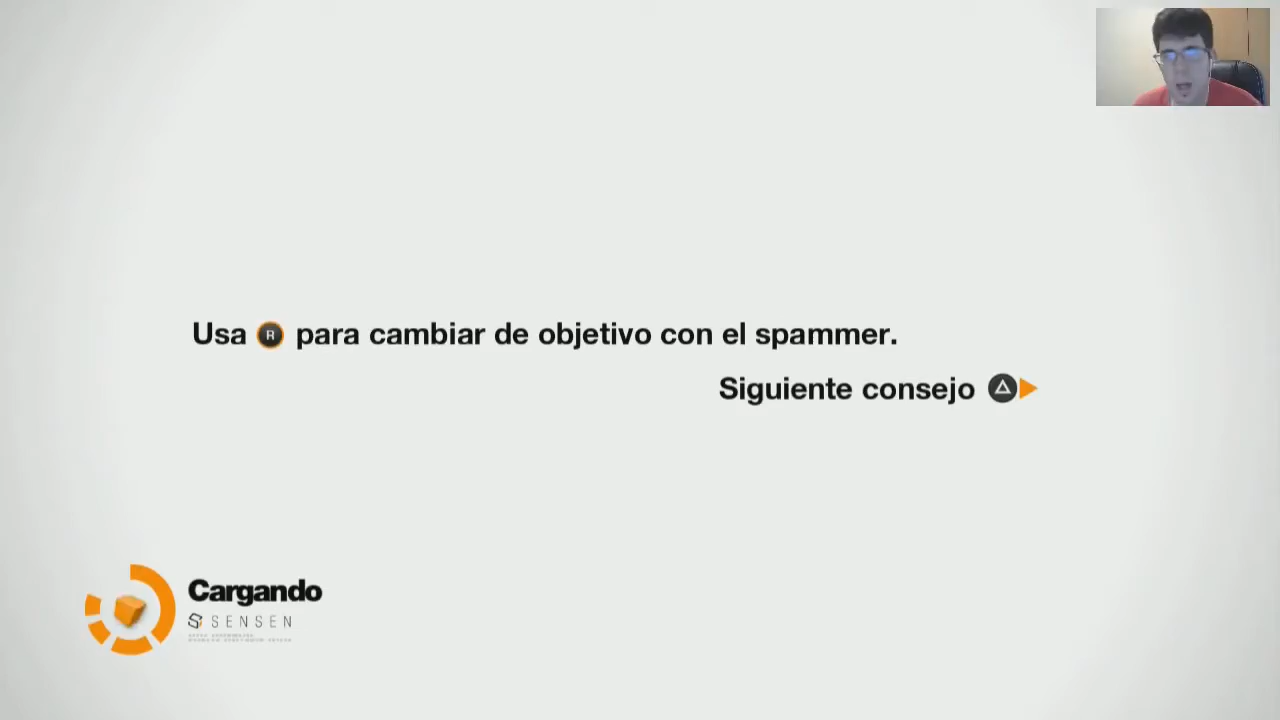 Usa R para cambiar de objetivo con el spammer.
Siguiente consejo
Cargando
SENSEN